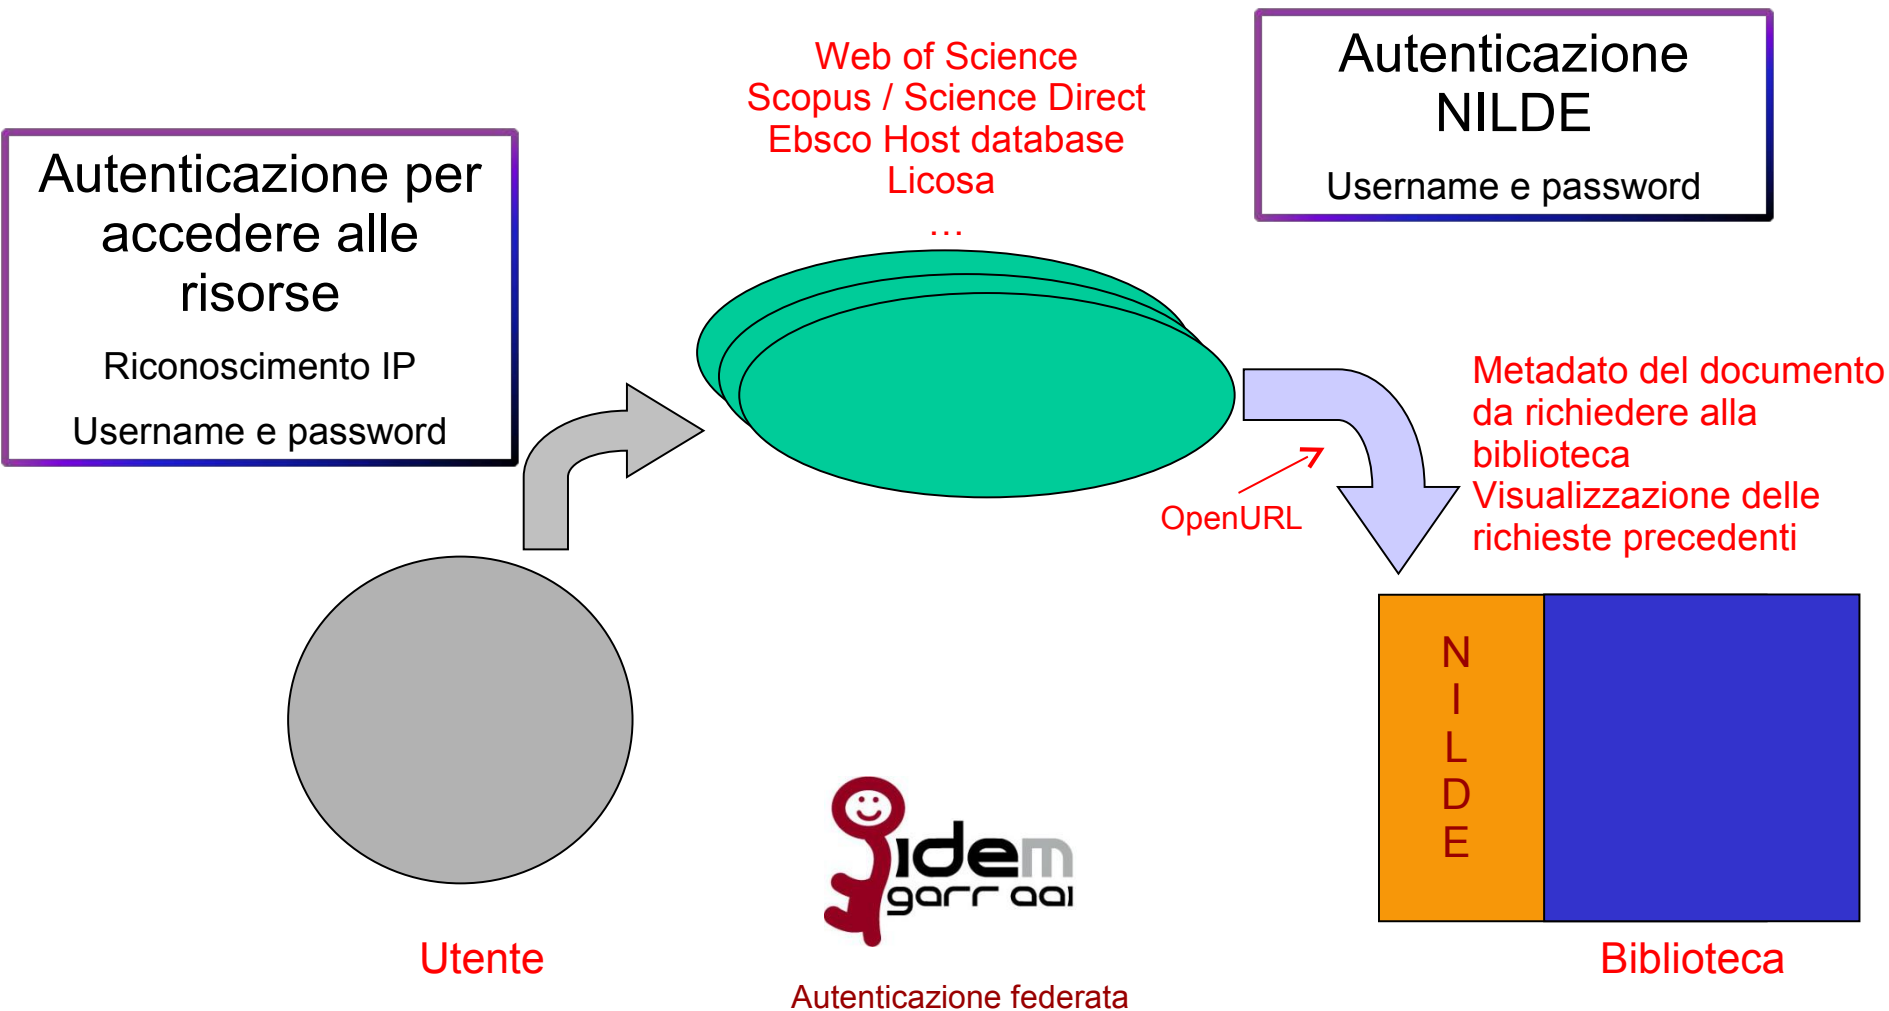 Autenticazione per
accedere alle
risorse
Riconoscimento IP
Username e password
Web of Science
Scopus / Science Direct
Ebsco Host database
Licosa
…
Autenticazione
NILDE
Username e password
OpenURL
Metadato del documento
da richiedere alla
biblioteca
Visualizzazione delle
richieste precedenti
N
I
L
D
E
Utente
idem
garr aai
Autenticazione federata
Biblioteca